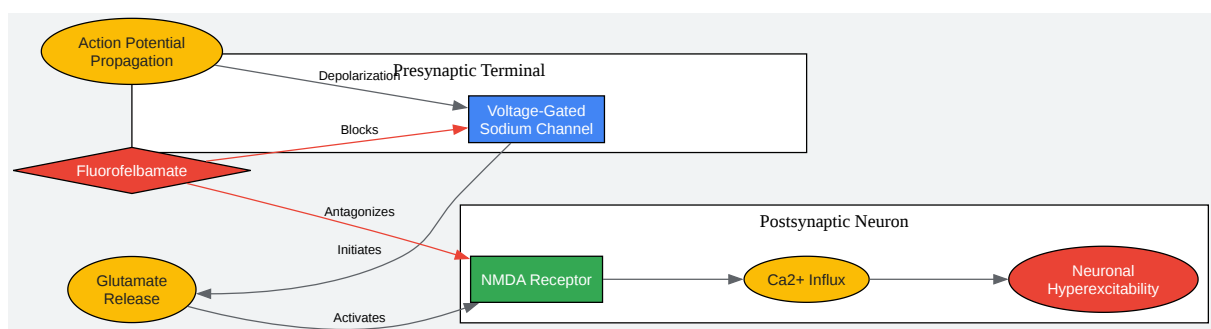 Action Potential
Propagation
Presynaptic Terminal
Depolarization
Voltage-Gated
Sodium Channel
Blocks
Fluorofelbamate
Antagonizes
Postsynaptic Neuron
Initiates
Glutamate
Release
NMDA Receptor
Ca2+ Influx
Neuronal
Hyperexcitability
Activates